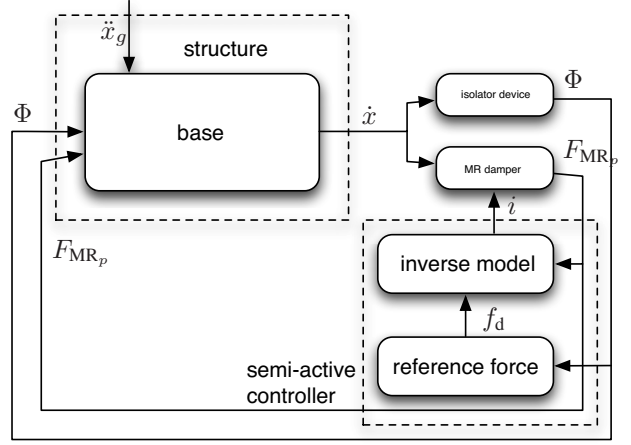 ẍ_g
structure
Φ
base
ẋ
isolator device
Φ
MR damper
F_MR_p
F_MR_p
i
inverse model
f_d
reference force
semi-active
controller